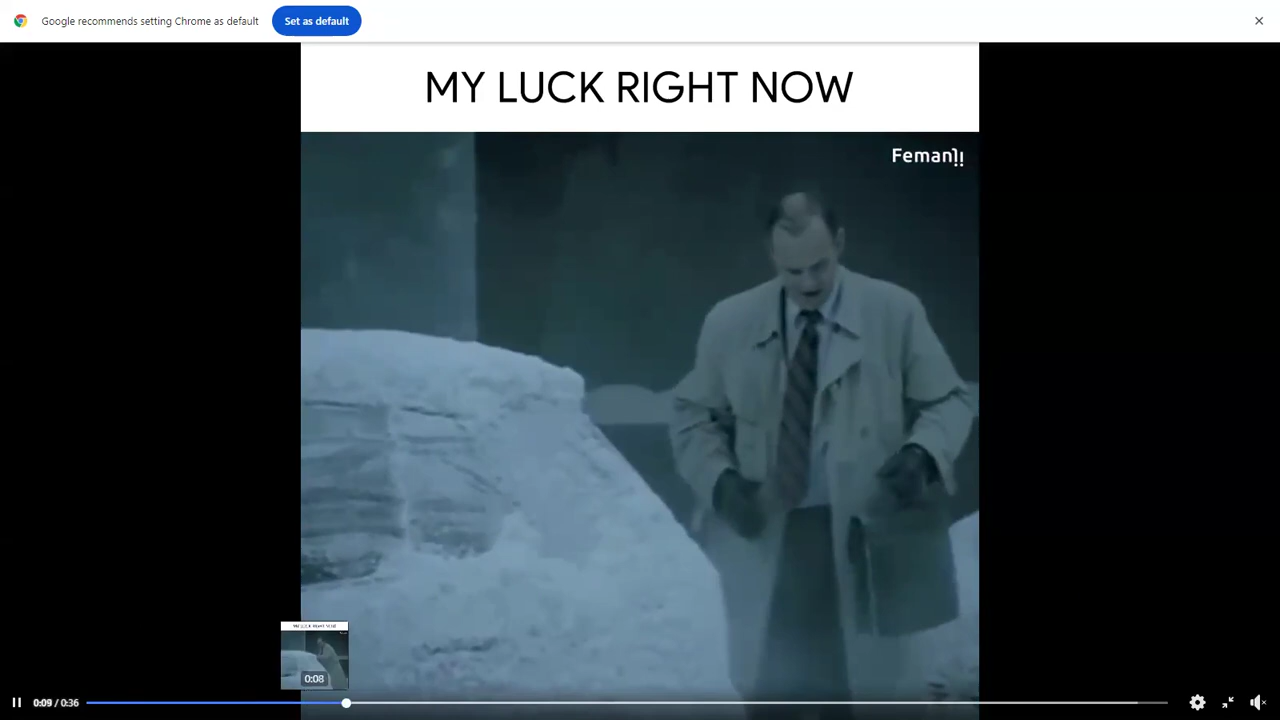 Google recommends setting Chrome as default
Set as default
MY LUCK RIGHT NOW
Femanlı
0:08
0:09 / 0:36